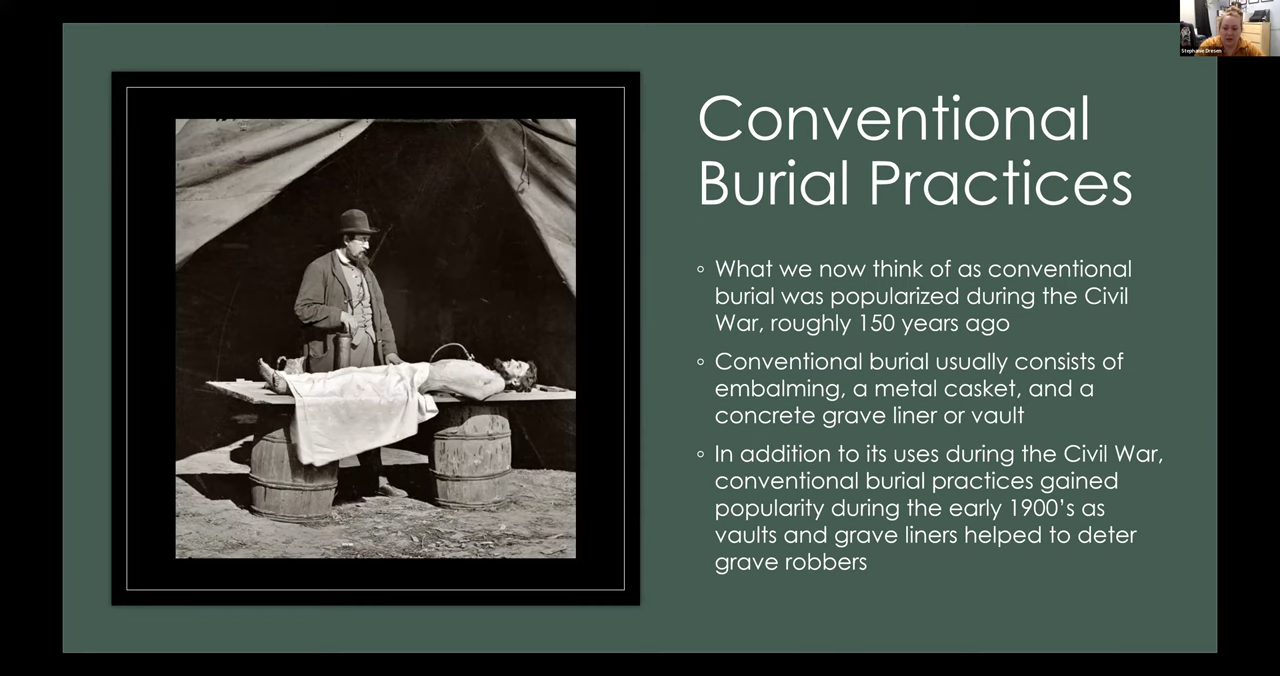 Stephanie Dresen
Conventional
Burial Practices
What we now think of as conventional
burial was popularized during the Civil
War, roughly 150 years ago
Conventional burial usually consists of
embalming, a metal casket, and a
concrete grave liner or vault
In addition to its uses during the Civil War,
conventional burial practices gained
popularity during the early 1900's as
vaults and grave liners helped to deter
grave robbers